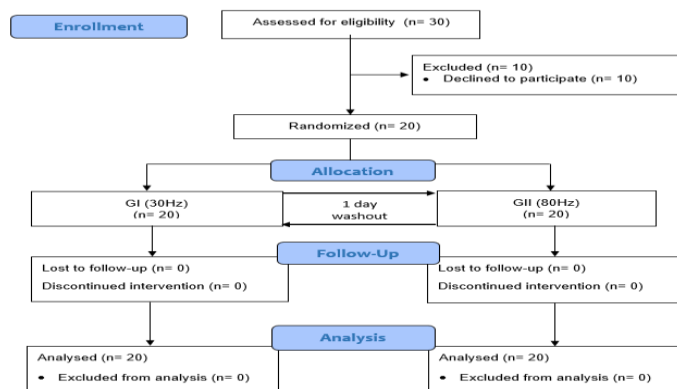 Enrollment
Assessed for eligibility (n= 30)
Excluded (n= 10)
• Declined to participate (n= 10)
Randomized (n= 20)
Allocation
GI (30Hz)
(n= 20)
1 day
washout
GII (80Hz)
(n= 20)
Follow-Up
Lost to follow-up (n= 0)
Discontinued intervention (n= 0)
Lost to follow-up (n= 0)
Discontinued intervention (n= 0)
Analysis
Analysed (n= 20)
• Excluded from analysis (n= 0)
Analysed (n= 20)
• Excluded from analysis (n= 0)